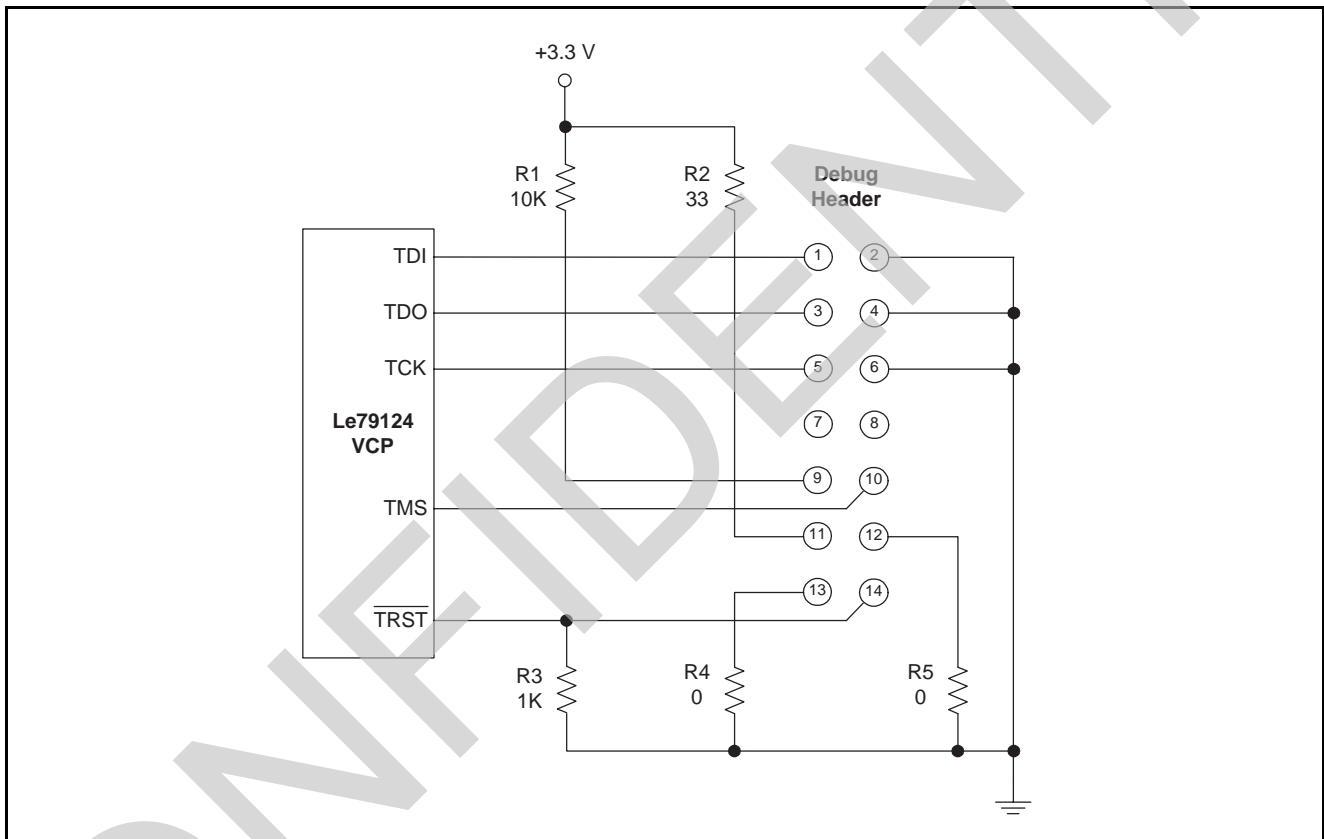 +3.3 V
R1
10K
R2
33
Debug
Header
TDI
1
2
TDO
3
4
TCK
5
6
Le79124
VCP
7
8
9
10
TMS
11
12
13
14
TRST
R3
1K
R4
0
R5
0
ONFIDENT